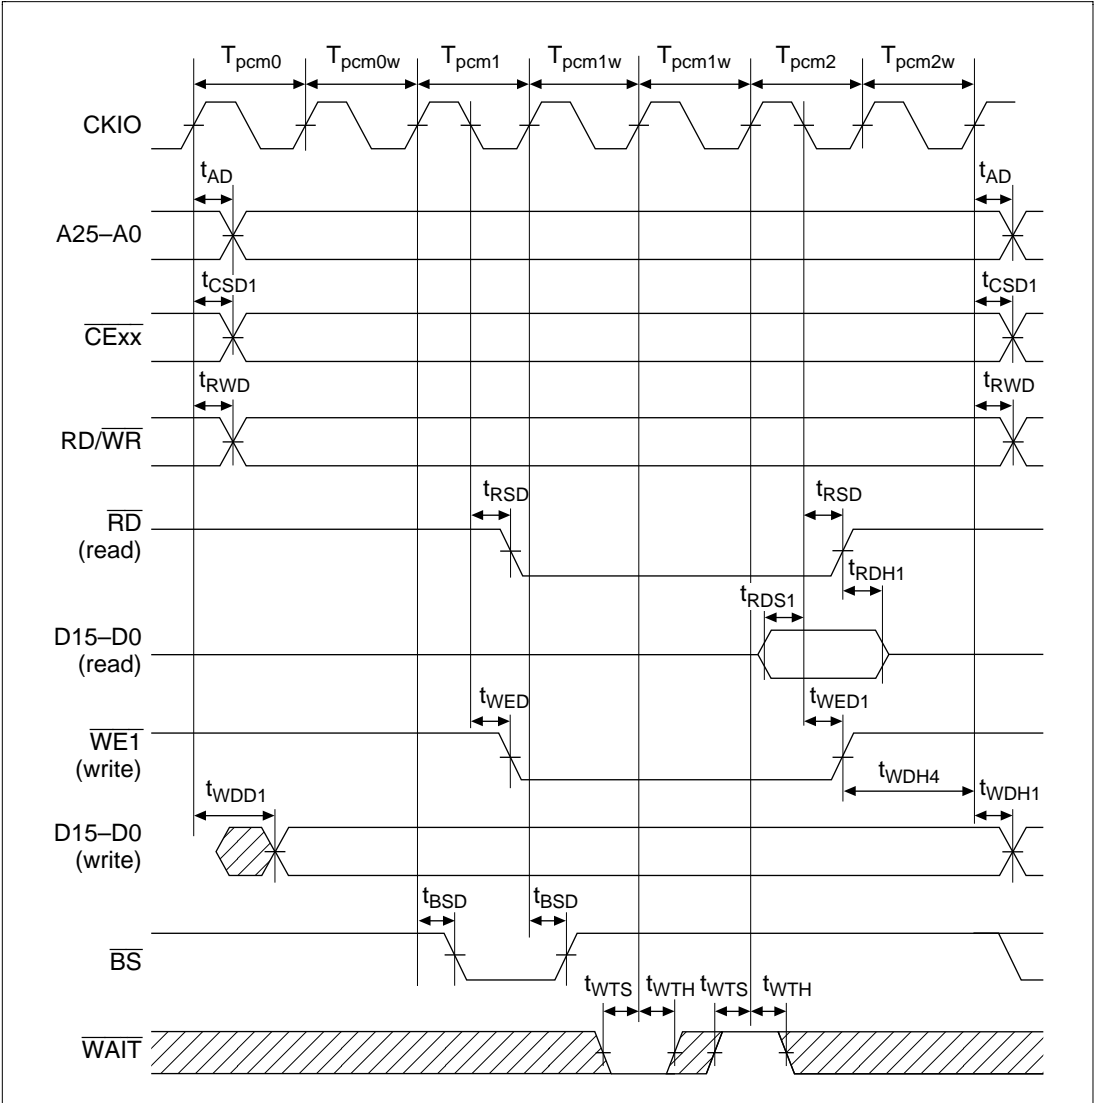 Tpcm0 Tpcm0w Tpcm1 Tpcm1w Tpcm1w Tpcm2 Tpcm2w
CKIO
tAD tAD
A25–A0
tCSD1 tCSD1
CExx
tRWD tRWD
RD/WR
tRSD tRSD
RD
(read)
tRDH1
tRDS1
D15–D0
(read)
tWED tWED1
WE1
(write)
tWDH4
tWDD1 tWDH1
D15–D0
(write)
tBSD tBSD
BS
tWTS tWTH tWTS tWTH
WAIT